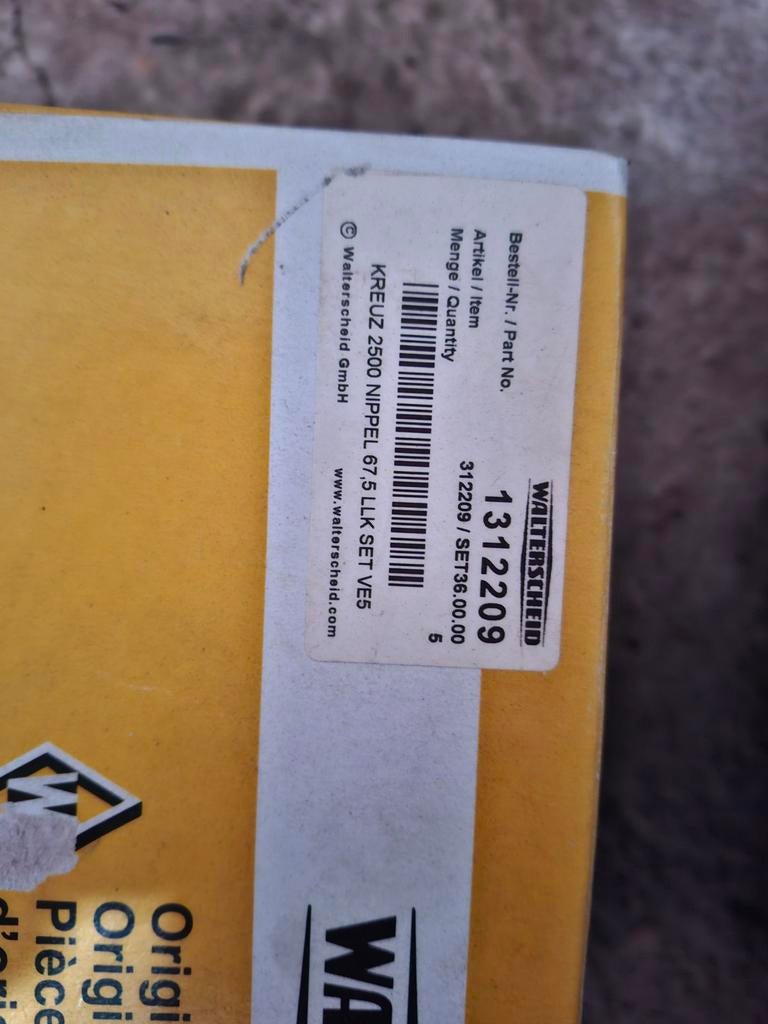 WALTERSCHEID
Bestell-Nr. / Part No. 1312209
Artikel / Item 312209 / SET36.00.00
Menge / Quantity 5
KREUZ 2500 NIPPEL 67,5 LLK SET VE5
© Walterscheid GmbH www.walterscheid.com
W
Origi
Origi
Pièce
d'ori
WA